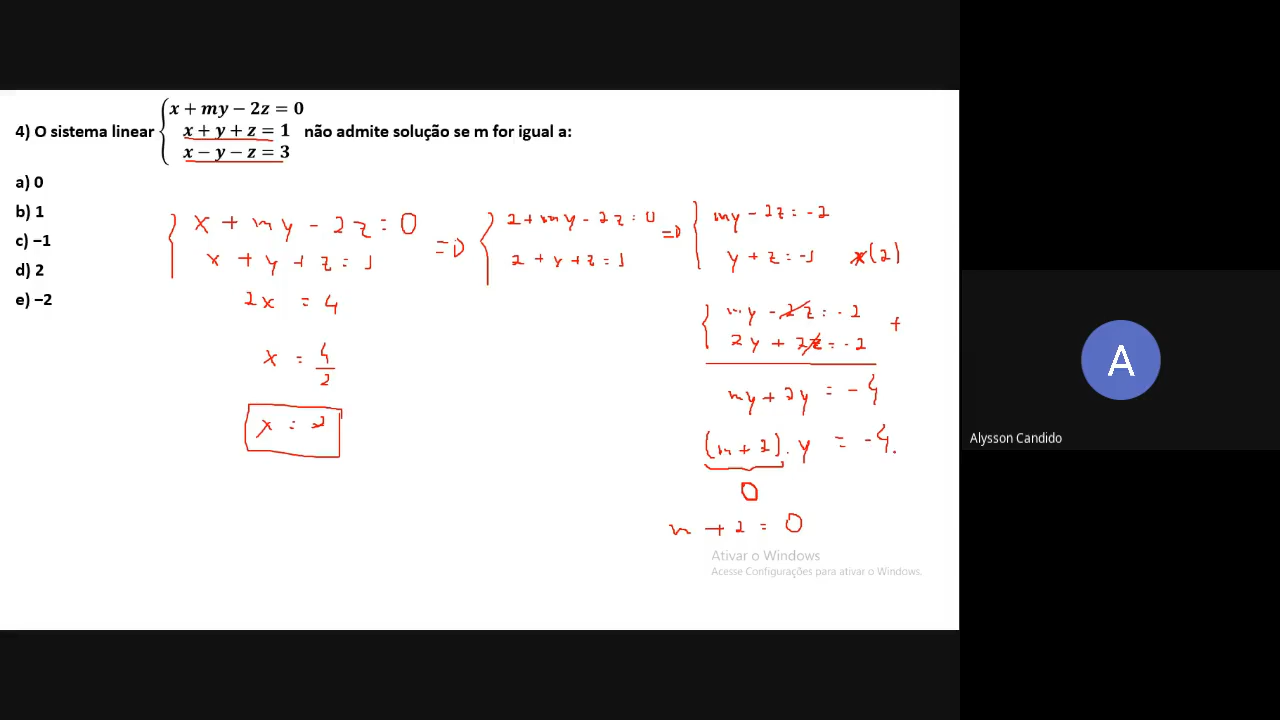 4) O sistema linear { x + my − 2z = 0
x + y + z = 1 não admite solução se m for igual a:
x − y − z = 3
a) 0
b) 1
c) –1
d) 2
e) –2
{ x + my - 2z = 0
x + y + z = 1
2x = 4
x = 4/2
x = 2
=D { 2 + my - 2z = 0
2 + y + z = 1
=D { my - 2z = -2
y + z = -1 x(2)
{ my - 2z = -2 +
2y + 2z = -2
my + 2y = -4
(m + 2) . y = -4.
0
m + 2 = 0
Ativar o Windows
Acesse Configurações para ativar o Windows.
A
Alysson Candido